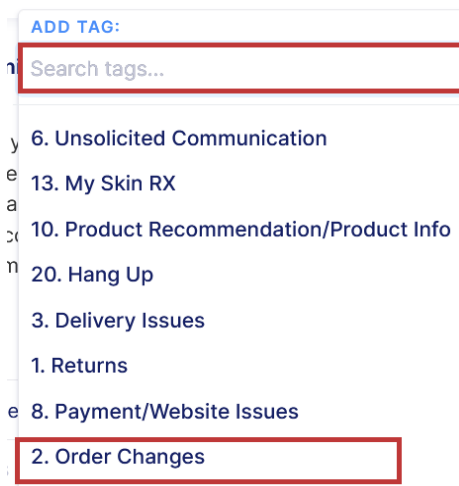 ADD TAG:
Search tags...
6. Unsolicited Communication
13. My Skin RX
10. Product Recommendation/Product Info
20. Hang Up
3. Delivery Issues
1. Returns
8. Payment/Website Issues
2. Order Changes